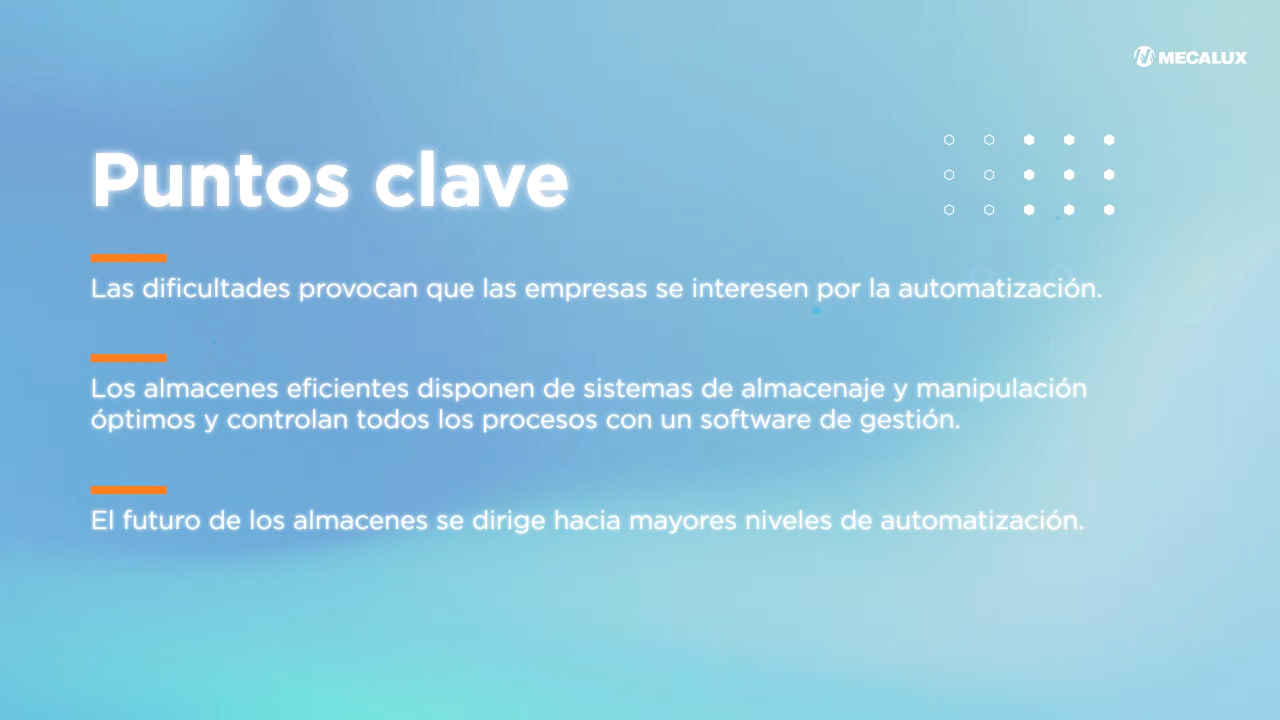 MECALUX
Puntos clave
Las dificultades provocan que las empresas se interesen por la automatización.
Los almacenes eficientes disponen de sistemas de almacenaje y manipulación
óptimos y controlan todos los procesos con un software de gestión.
El futuro de los almacenes se dirige hacia mayores niveles de automatización.